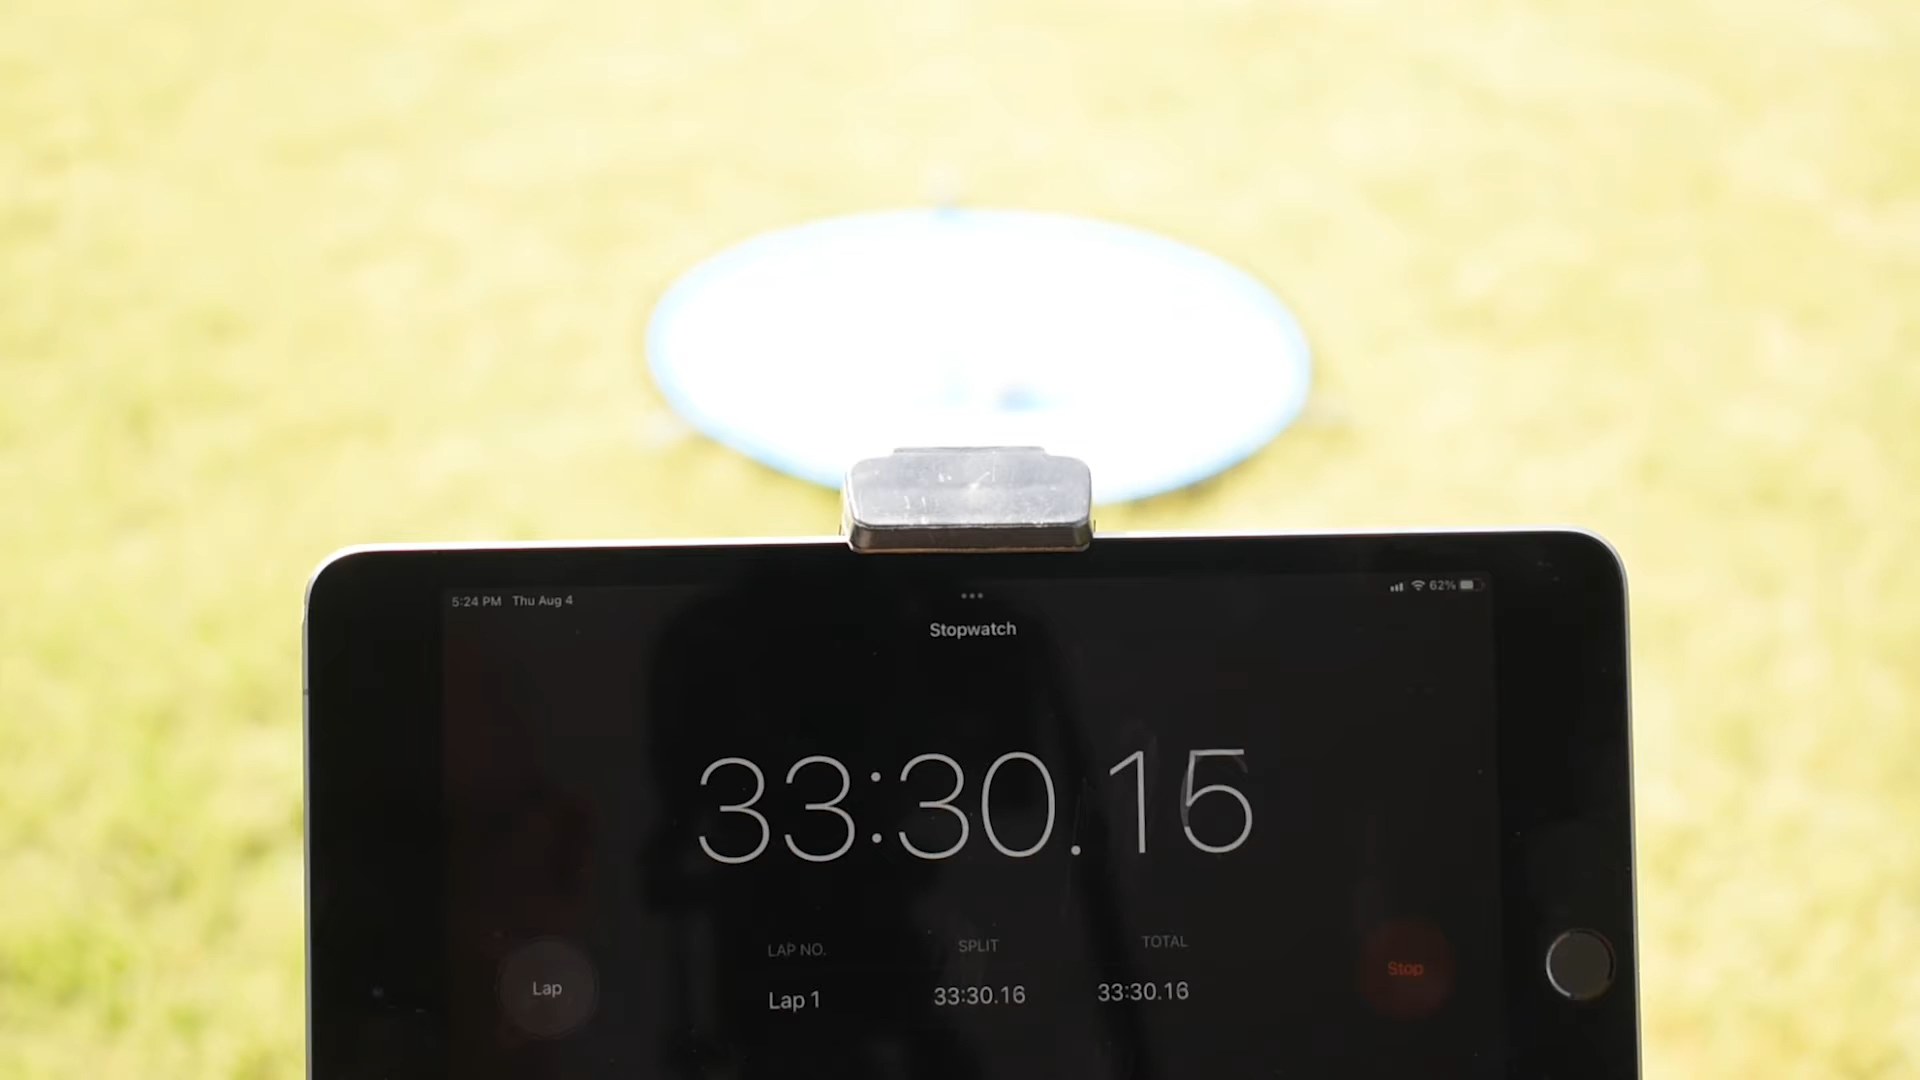 5:24 PM Thu Aug 4
62%
Stopwatch
33:30.15
LAP NO. SPLIT TOTAL
Lap 1 33:30.16 33:30.16
Lap
Stop